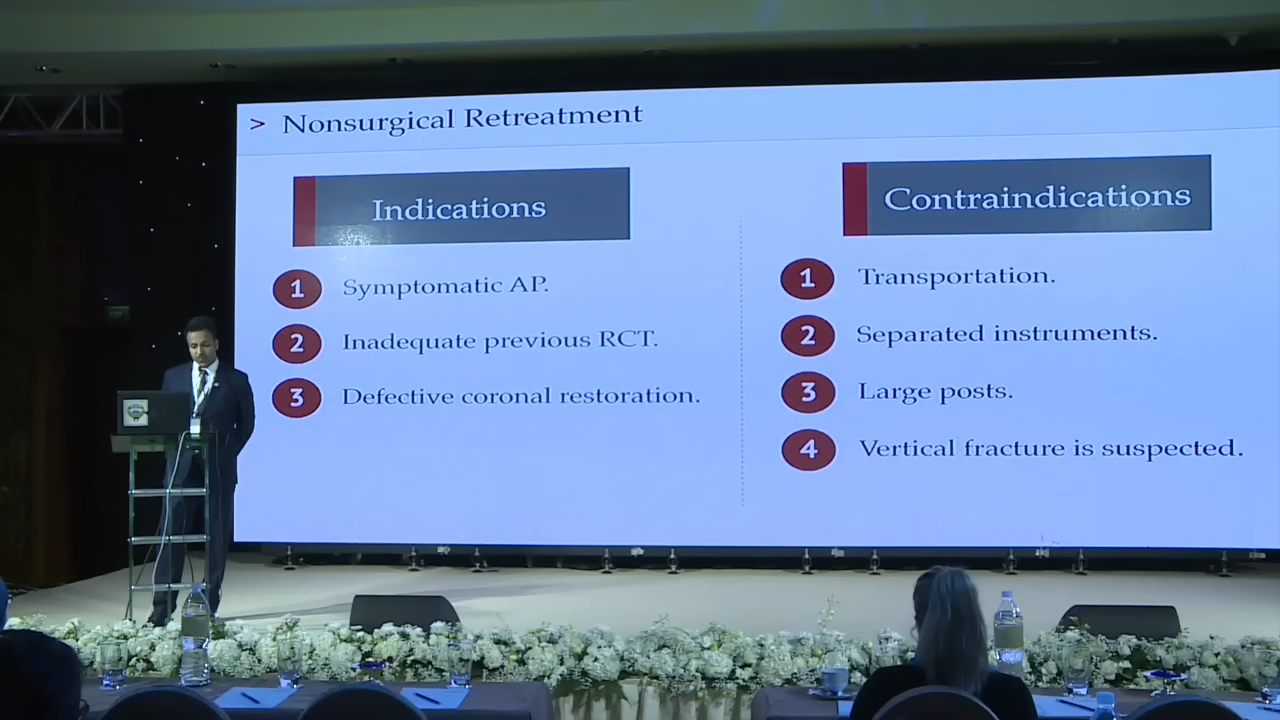 > Nonsurgical Retreatment
Indications
1 Symptomatic AP.
2 Inadequate previous RCT.
3 Defective coronal restoration.
Contraindications
1 Transportation.
2 Separated instruments.
3 Large posts.
4 Vertical fracture is suspected.